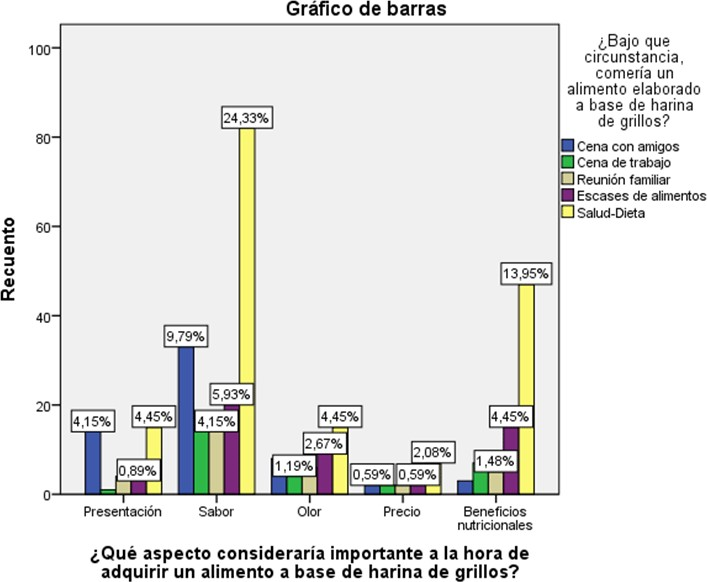 Gráfico de barras
¿Bajo que
circunstancia,
comería un
alimento elaborado
a base de harina
de grillos?
Cena con amigos
Cena de trabajo
Reunión familiar
Escases de alimentos
Salud-Dieta
Recuento
100
80
60
40
20
0
4,15%
0,89%
4,45%
9,79%
4,15%
5,93%
24,33%
1,19%
2,67%
4,45%
0,59%
0,59%
2,08%
1,48%
4,45%
13,95%
Presentación
Sabor
Olor
Precio
Beneficios
nutricionales
¿Qué aspecto consideraría importante a la hora de
adquirir un alimento a base de harina de grillos?